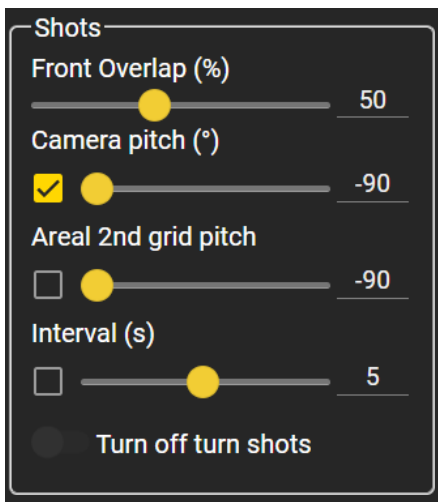 Shots
Front Overlap (%)
50
Camera pitch (°)
-90
Areal 2nd grid pitch
-90
Interval (s)
5
Turn off turn shots